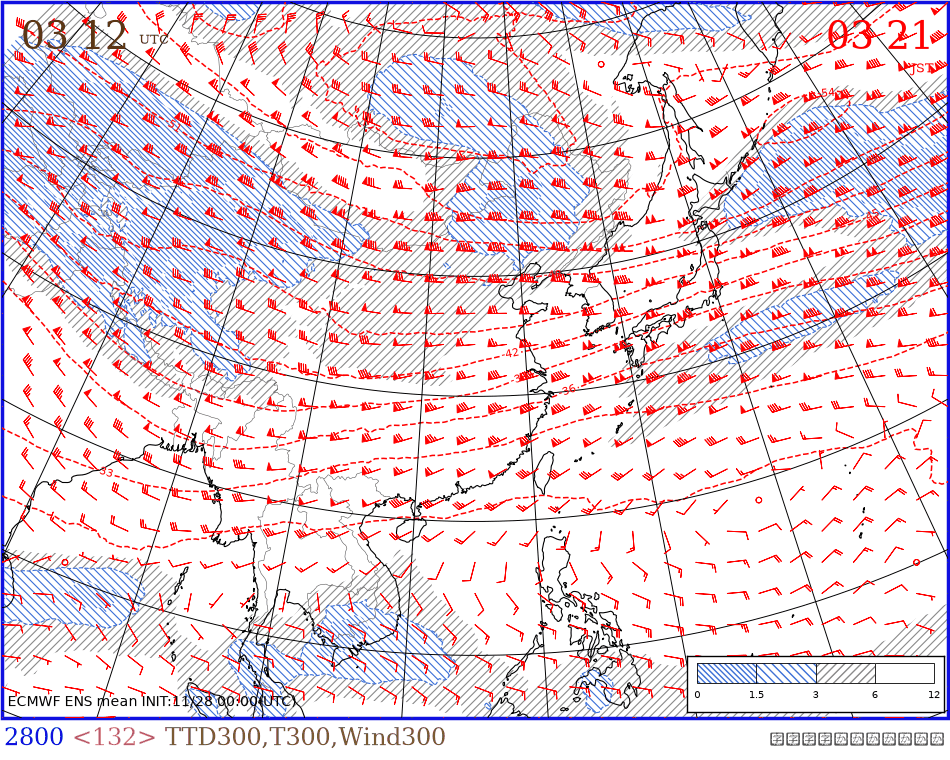 03 12 UTC
03 21
JST
-54
-42
-36
-33
ECMWF ENS mean INIT:11/28 00:00(UTC)
0 1.5 3 6 12
2800 <132> TTD300,T300,Wind300